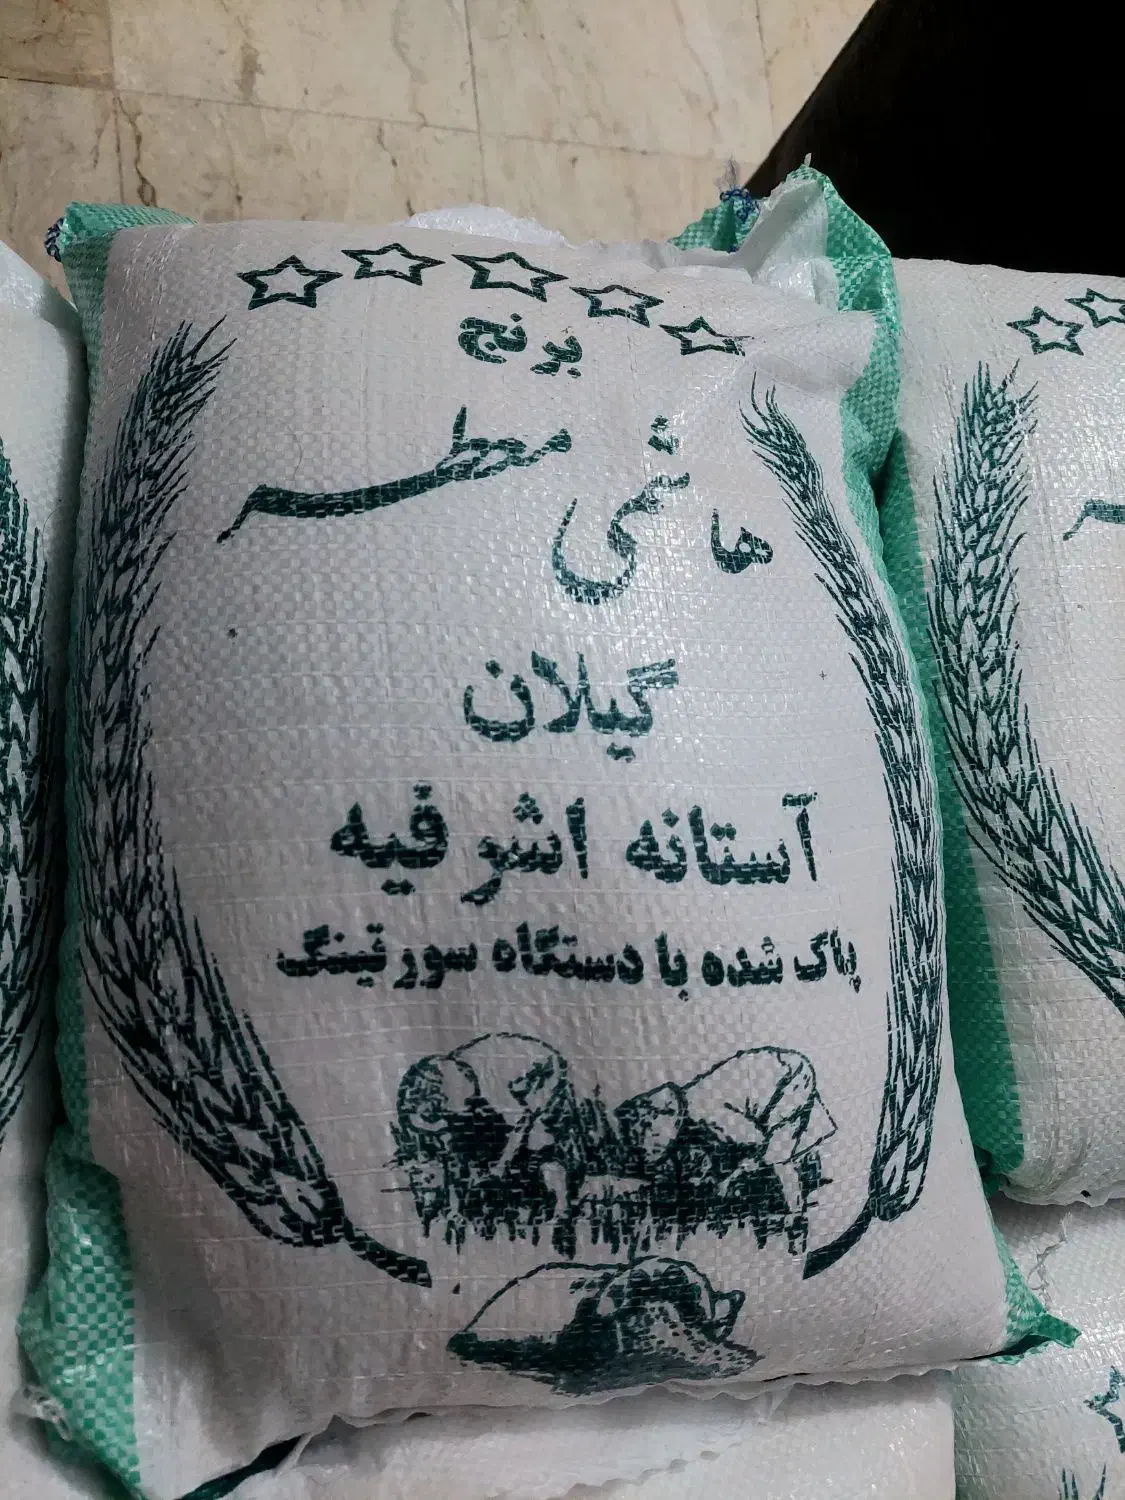 برنج
هاشمی معطر
گیلان
آستانه اشرفیه
پاک شده با دستگاه سورتینگ